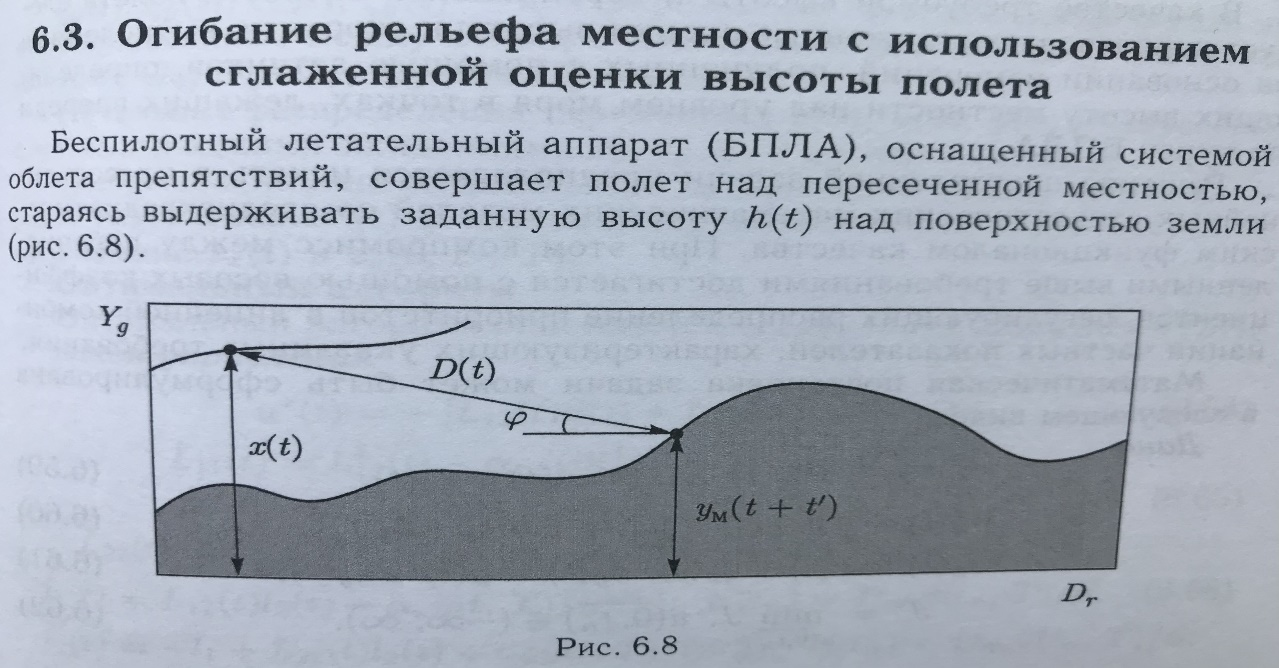 6.3. Огибание рельефа местности с использованием
сглаженной оценки высоты полета
Беспилотный летательный аппарат (БПЛА), оснащенный системой
облета препятствий, совершает полет над пересеченной местностью,
стараясь выдерживать заданную высоту h(t) над поверхностью земли
(рис. 6.8).
Y_g
D(t)
φ
x(t)
y_м(t + t′)
D_r
Рис. 6.8